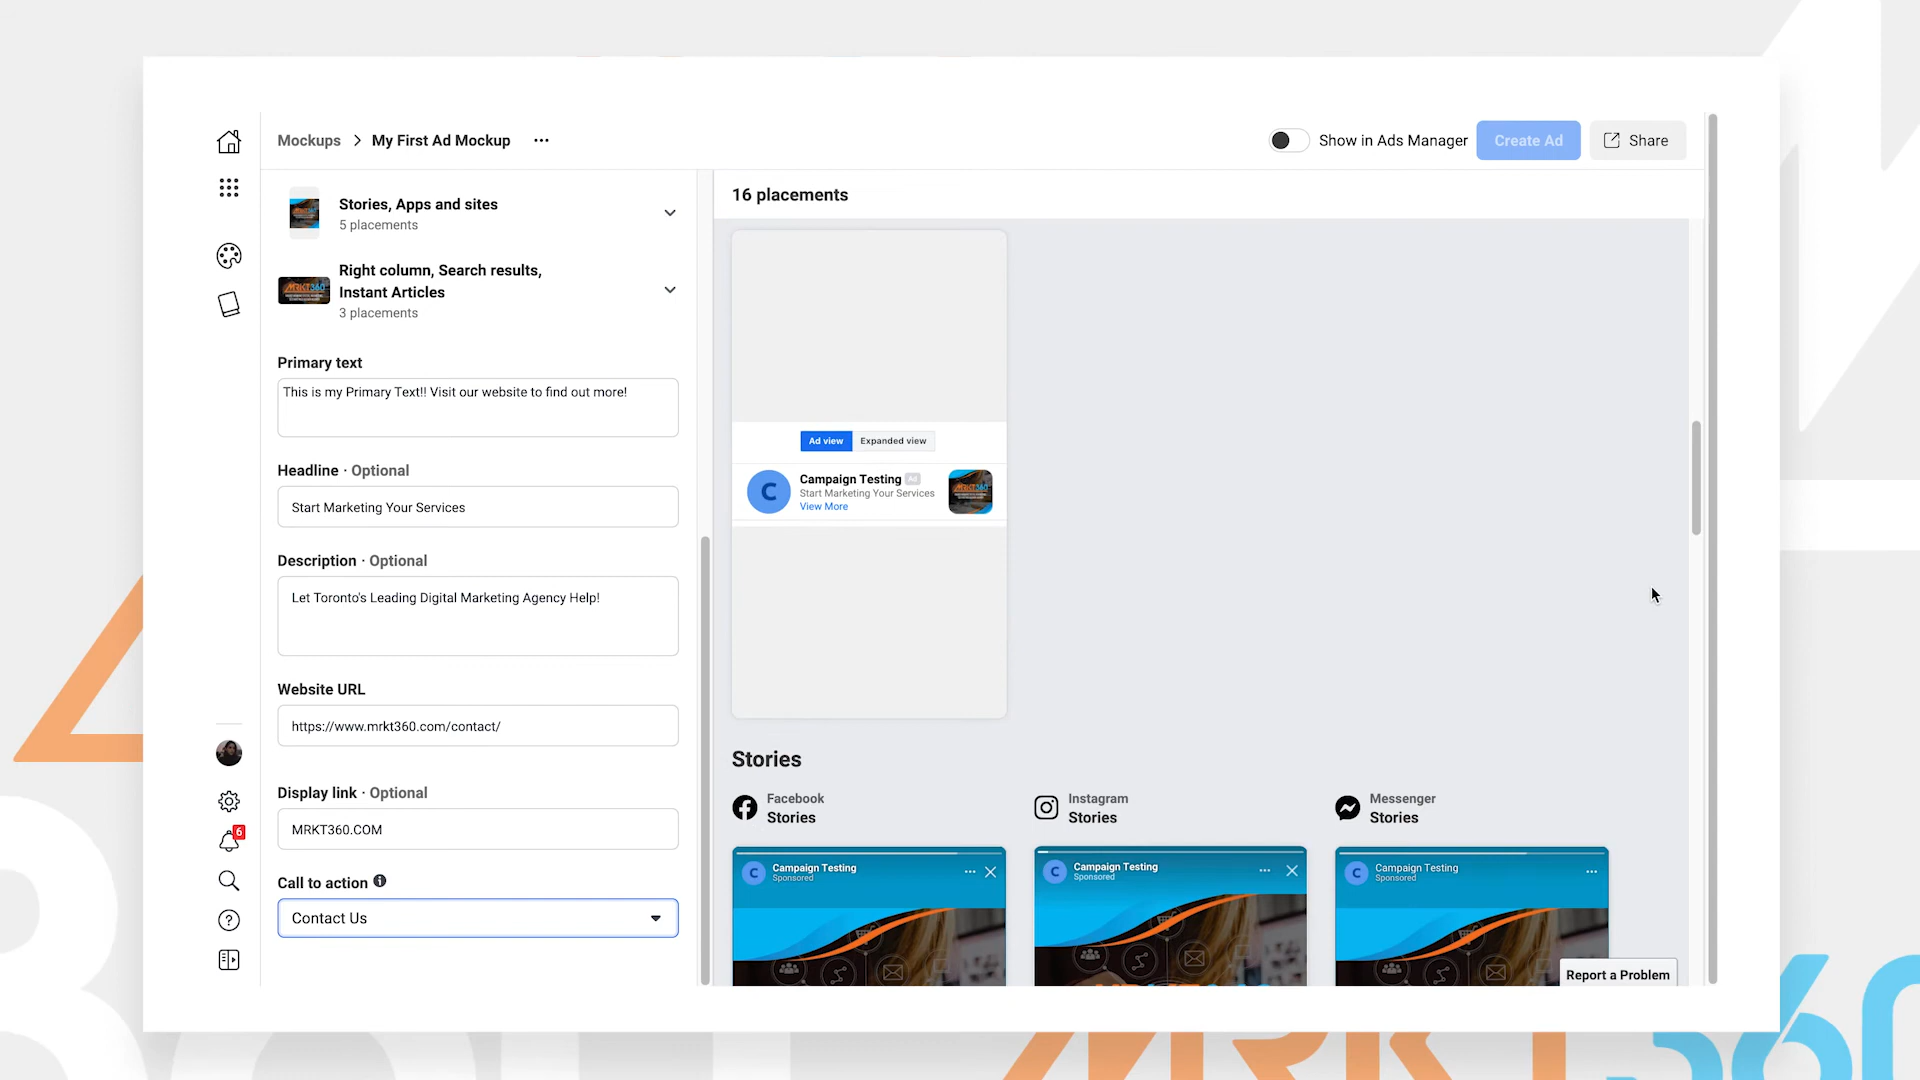 Mockups > My First Ad Mockup ...
Show in Ads Manager
Create Ad
Share
Stories, Apps and sites
5 placements
MRKT360
Right column, Search results,
Instant Articles
3 placements
Primary text
This is my Primary Text!! Visit our website to find out more!
Headline · Optional
Start Marketing Your Services
Description · Optional
Let Toronto's Leading Digital Marketing Agency Help!
Website URL
https://www.mrkt360.com/contact/
Display link · Optional
MRKT360.COM
Call to action
Contact Us
6
16 placements
Ad view
Expanded view
C
Campaign Testing Ad
Start Marketing Your Services
View More
MRKT360
Stories
Facebook
Stories
Instagram
Stories
Messenger
Stories
C
Campaign Testing
Sponsored
C
Campaign Testing
Sponsored
C
Campaign Testing
Sponsored
Report a Problem
MRKT360